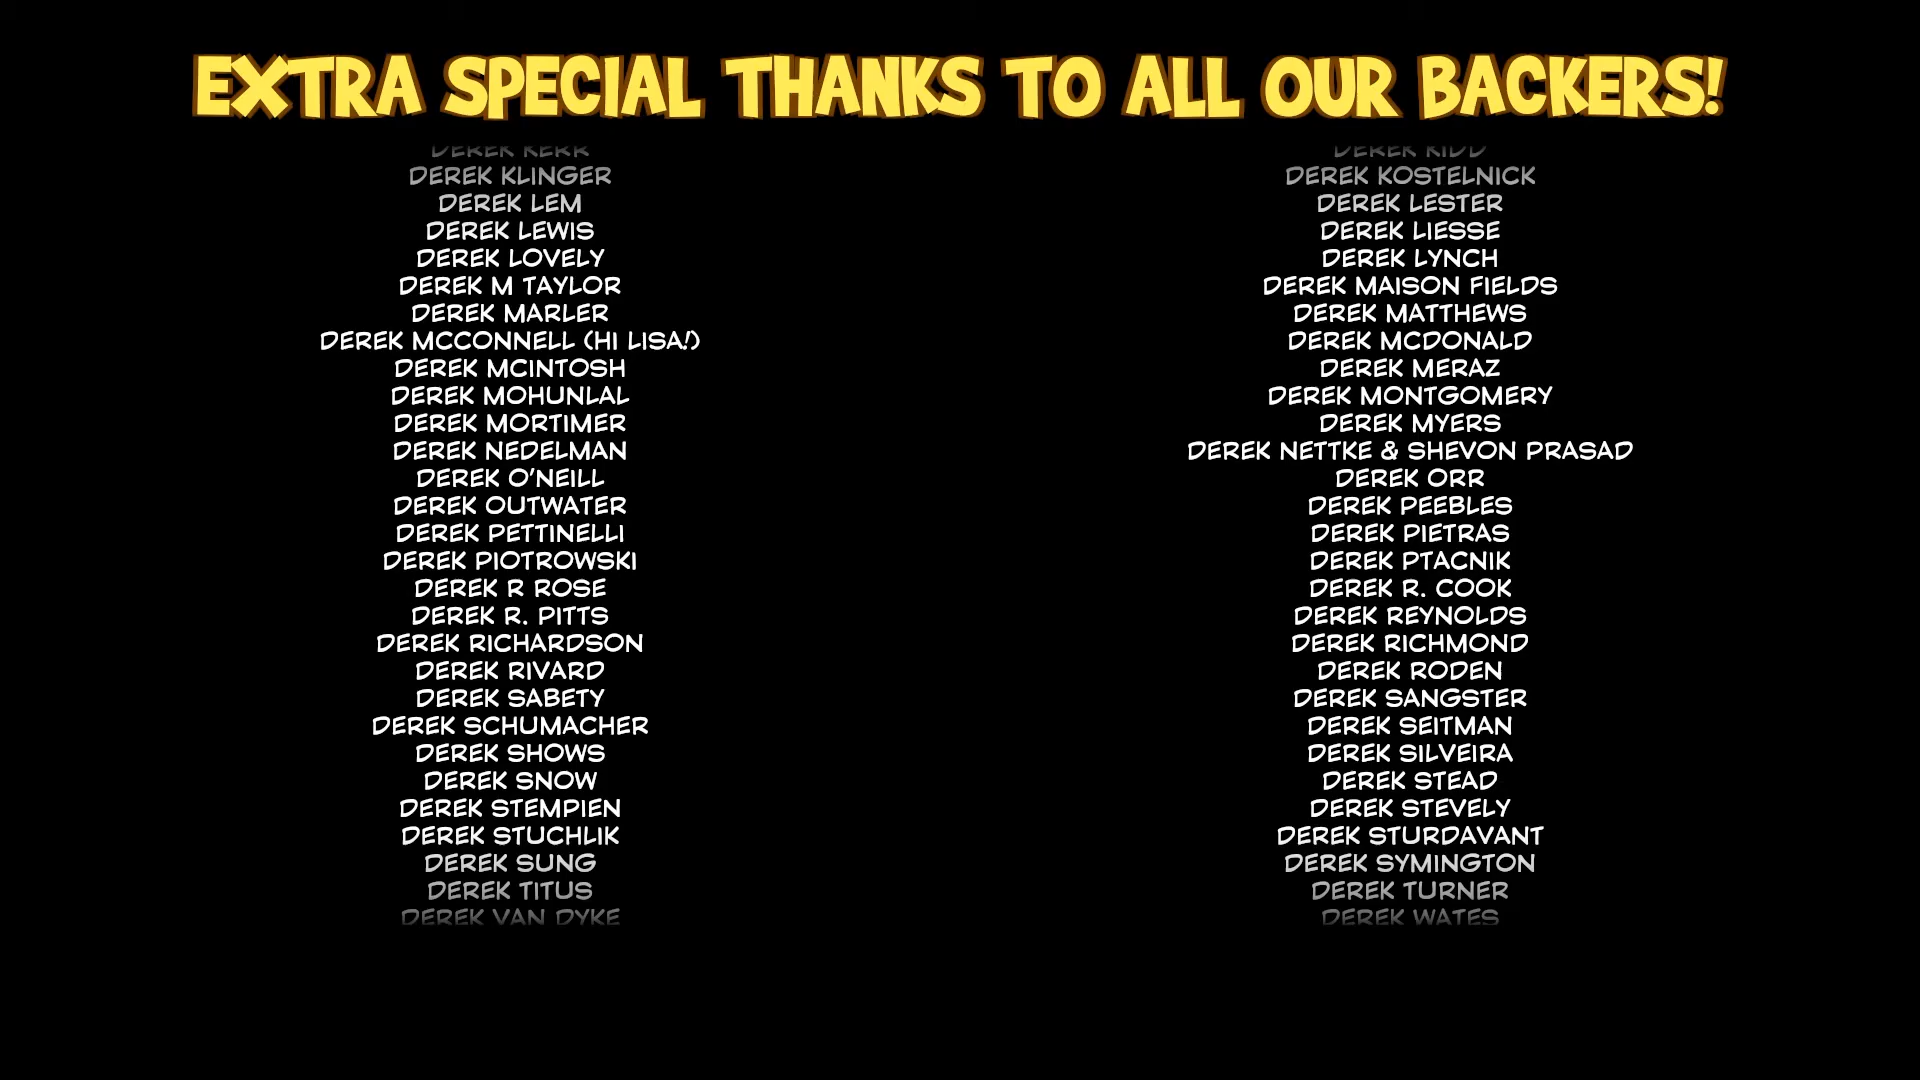 EXTRA SPECIAL THANKS TO ALL OUR BACKERS!
DEREK KERR
DEREK KLINGER
DEREK LEM
DEREK LEWIS
DEREK LOVELY
DEREK M TAYLOR
DEREK MARLER
DEREK MCCONNELL (HI LISA!)
DEREK MCINTOSH
DEREK MOHUNLAL
DEREK MORTIMER
DEREK NEDELMAN
DEREK O'NEILL
DEREK OUTWATER
DEREK PETTINELLI
DEREK PIOTROWSKI
DEREK R ROSE
DEREK R. PITTS
DEREK RICHARDSON
DEREK RIVARD
DEREK SABETY
DEREK SCHUMACHER
DEREK SHOWS
DEREK SNOW
DEREK STEMPIEN
DEREK STUCHLIK
DEREK SUNG
DEREK TITUS
DEREK VAN DYKE
DEREK KIDD
DEREK KOSTELNICK
DEREK LESTER
DEREK LIESSE
DEREK LYNCH
DEREK MAISON FIELDS
DEREK MATTHEWS
DEREK MCDONALD
DEREK MERAZ
DEREK MONTGOMERY
DEREK MYERS
DEREK NETTKE & SHEVON PRASAD
DEREK ORR
DEREK PEEBLES
DEREK PIETRAS
DEREK PTACNIK
DEREK R. COOK
DEREK REYNOLDS
DEREK RICHMOND
DEREK RODEN
DEREK SANGSTER
DEREK SEITMAN
DEREK SILVEIRA
DEREK STEAD
DEREK STEVELY
DEREK STURDAVANT
DEREK SYMINGTON
DEREK TURNER
DEREK WATES